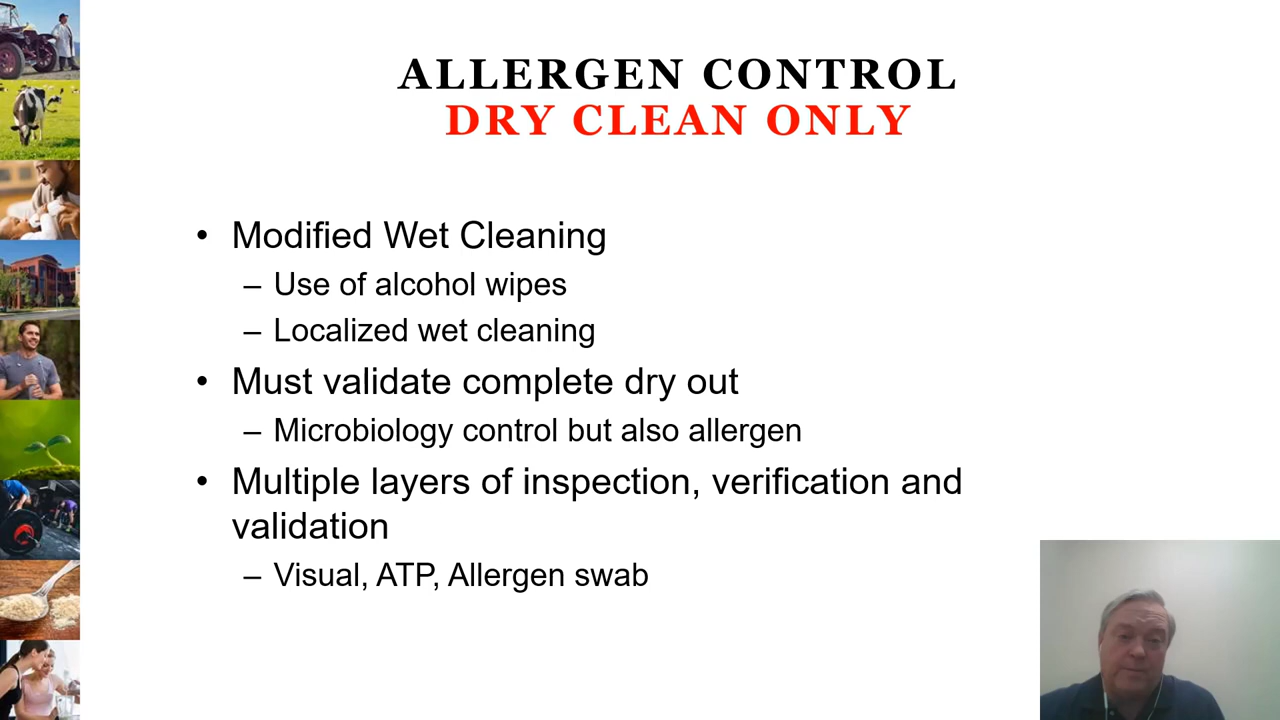 ALLERGEN CONTROL
DRY CLEAN ONLY
• Modified Wet Cleaning
– Use of alcohol wipes
– Localized wet cleaning
• Must validate complete dry out
– Microbiology control but also allergen
• Multiple layers of inspection, verification and
validation
– Visual, ATP, Allergen swab